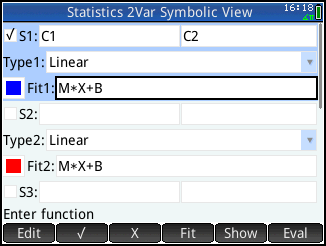 Statistics 2Var Symbolic View 16:18
✓ S1: C1 C2
Type1: Linear
Fit1: M*X+B
S2:
Type2: Linear
Fit2: M*X+B
S3:
Enter function
Edit √ X Fit Show Eval